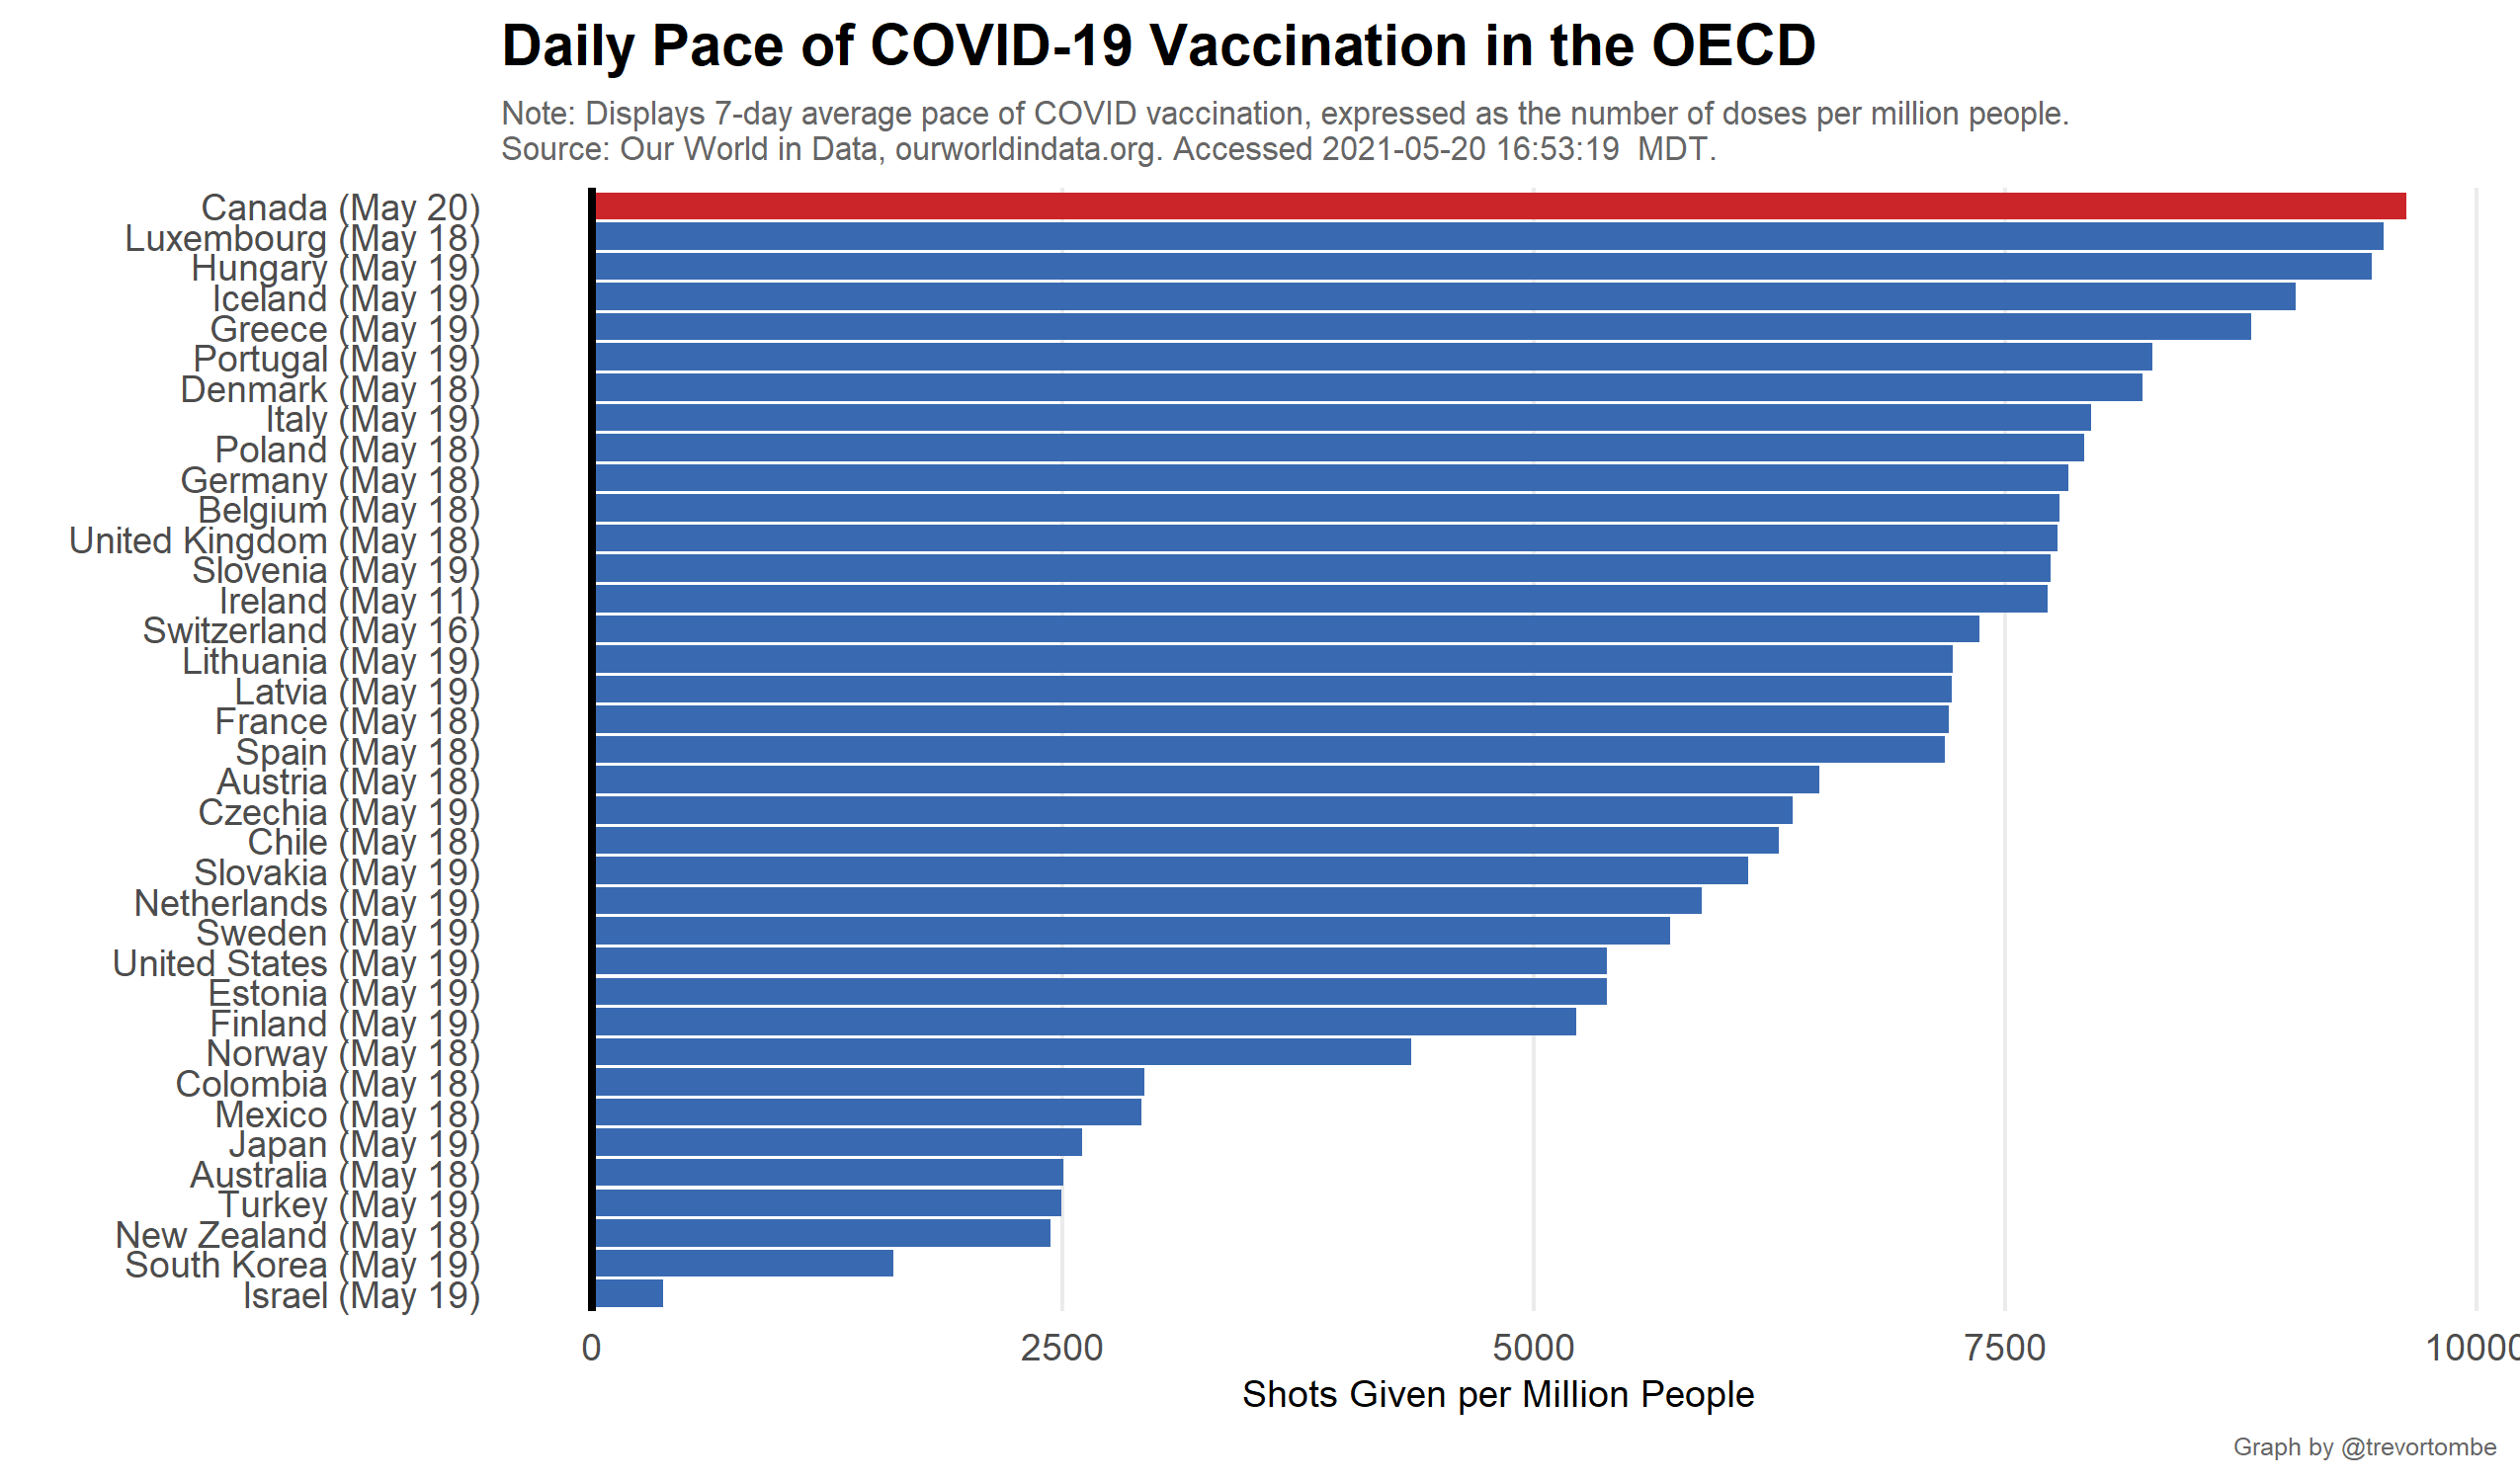 Daily Pace of COVID-19 Vaccination in the OECD
Note: Displays 7-day average pace of COVID vaccination, expressed as the number of doses per million people.
Source: Our World in Data, ourworldindata.org. Accessed 2021-05-20 16:53:19  MDT.
Canada (May 20)
Luxembourg (May 18)
Hungary (May 19)
Iceland (May 19)
Greece (May 19)
Portugal (May 19)
Denmark (May 18)
Italy (May 19)
Poland (May 18)
Germany (May 18)
Belgium (May 18)
United Kingdom (May 18)
Slovenia (May 19)
Ireland (May 11)
Switzerland (May 16)
Lithuania (May 19)
Latvia (May 19)
France (May 18)
Spain (May 18)
Austria (May 18)
Czechia (May 19)
Chile (May 18)
Slovakia (May 19)
Netherlands (May 19)
Sweden (May 19)
United States (May 19)
Estonia (May 19)
Finland (May 19)
Norway (May 18)
Colombia (May 18)
Mexico (May 18)
Japan (May 19)
Australia (May 18)
Turkey (May 19)
New Zealand (May 18)
South Korea (May 19)
Israel (May 19)
0 2500 5000 7500 10000
Shots Given per Million People
Graph by @trevortombe